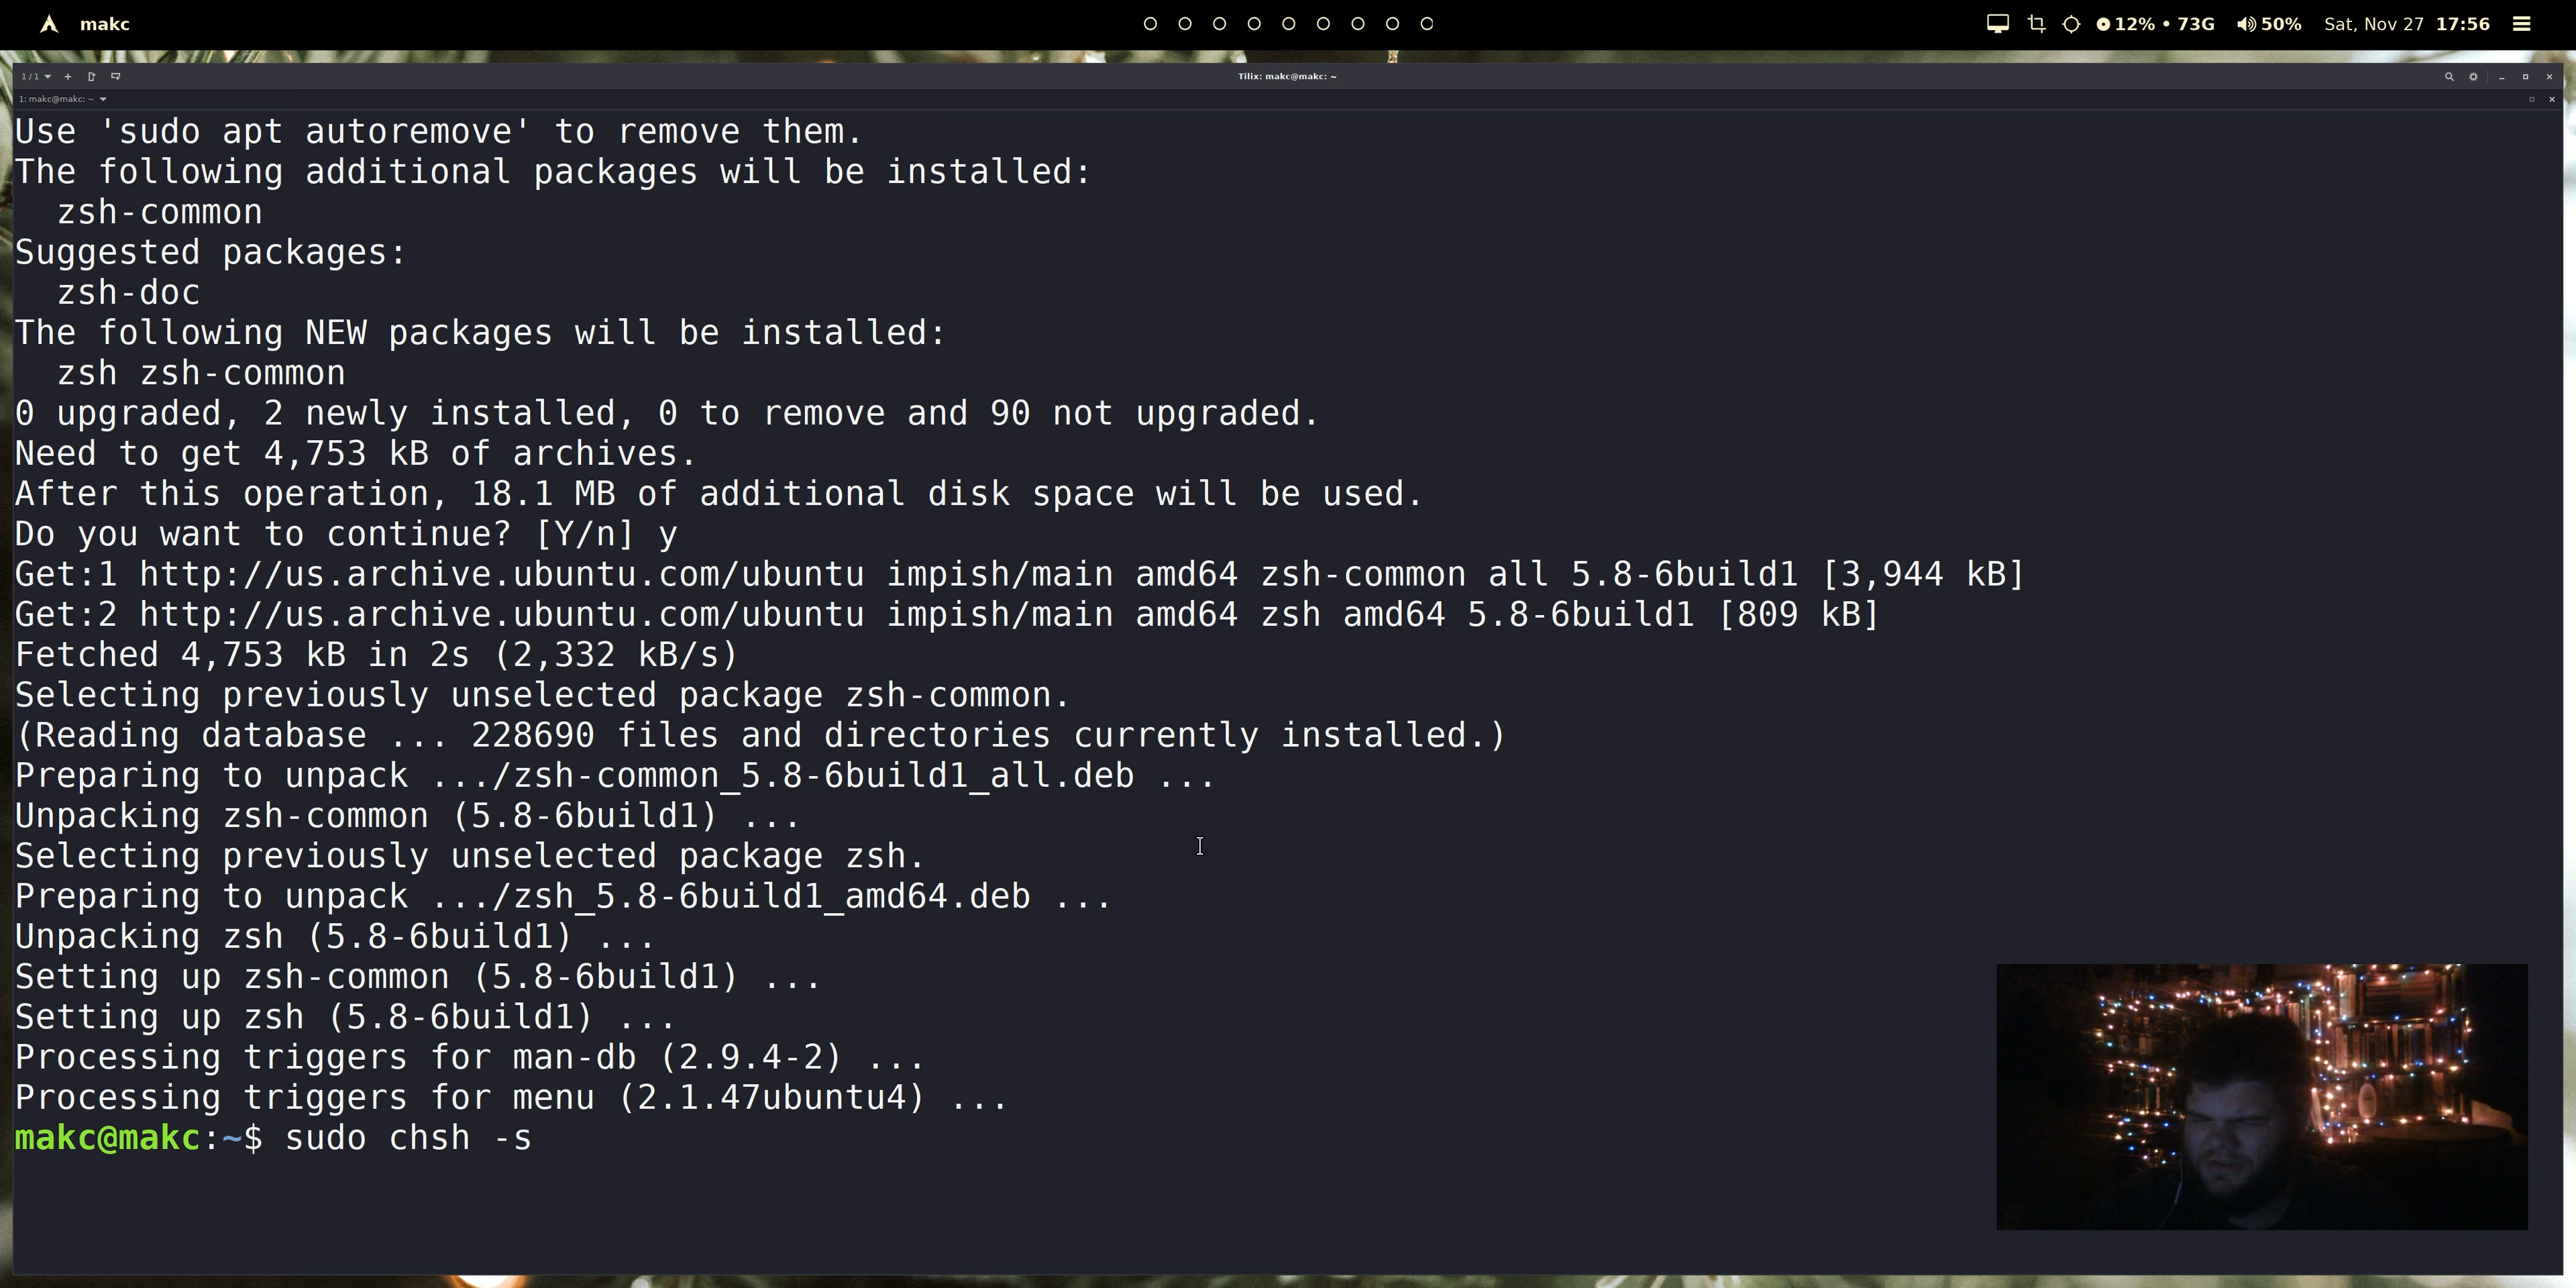 makc
12% • 73G
50%
Sat, Nov 27 17:56
1 / 1
Tilix: makc@makc: ~
1: makc@makc: ~
Use 'sudo apt autoremove' to remove them.
The following additional packages will be installed:
  zsh-common
Suggested packages:
  zsh-doc
The following NEW packages will be installed:
  zsh zsh-common
0 upgraded, 2 newly installed, 0 to remove and 90 not upgraded.
Need to get 4,753 kB of archives.
After this operation, 18.1 MB of additional disk space will be used.
Do you want to continue? [Y/n] y
Get:1 http://us.archive.ubuntu.com/ubuntu impish/main amd64 zsh-common all 5.8-6build1 [3,944 kB]
Get:2 http://us.archive.ubuntu.com/ubuntu impish/main amd64 zsh amd64 5.8-6build1 [809 kB]
Fetched 4,753 kB in 2s (2,332 kB/s)
Selecting previously unselected package zsh-common.
(Reading database ... 228690 files and directories currently installed.)
Preparing to unpack .../zsh-common_5.8-6build1_all.deb ...
Unpacking zsh-common (5.8-6build1) ...
Selecting previously unselected package zsh.
Preparing to unpack .../zsh_5.8-6build1_amd64.deb ...
Unpacking zsh (5.8-6build1) ...
Setting up zsh-common (5.8-6build1) ...
Setting up zsh (5.8-6build1) ...
Processing triggers for man-db (2.9.4-2) ...
Processing triggers for menu (2.1.47ubuntu4) ...
makc@makc:~$ sudo chsh -s